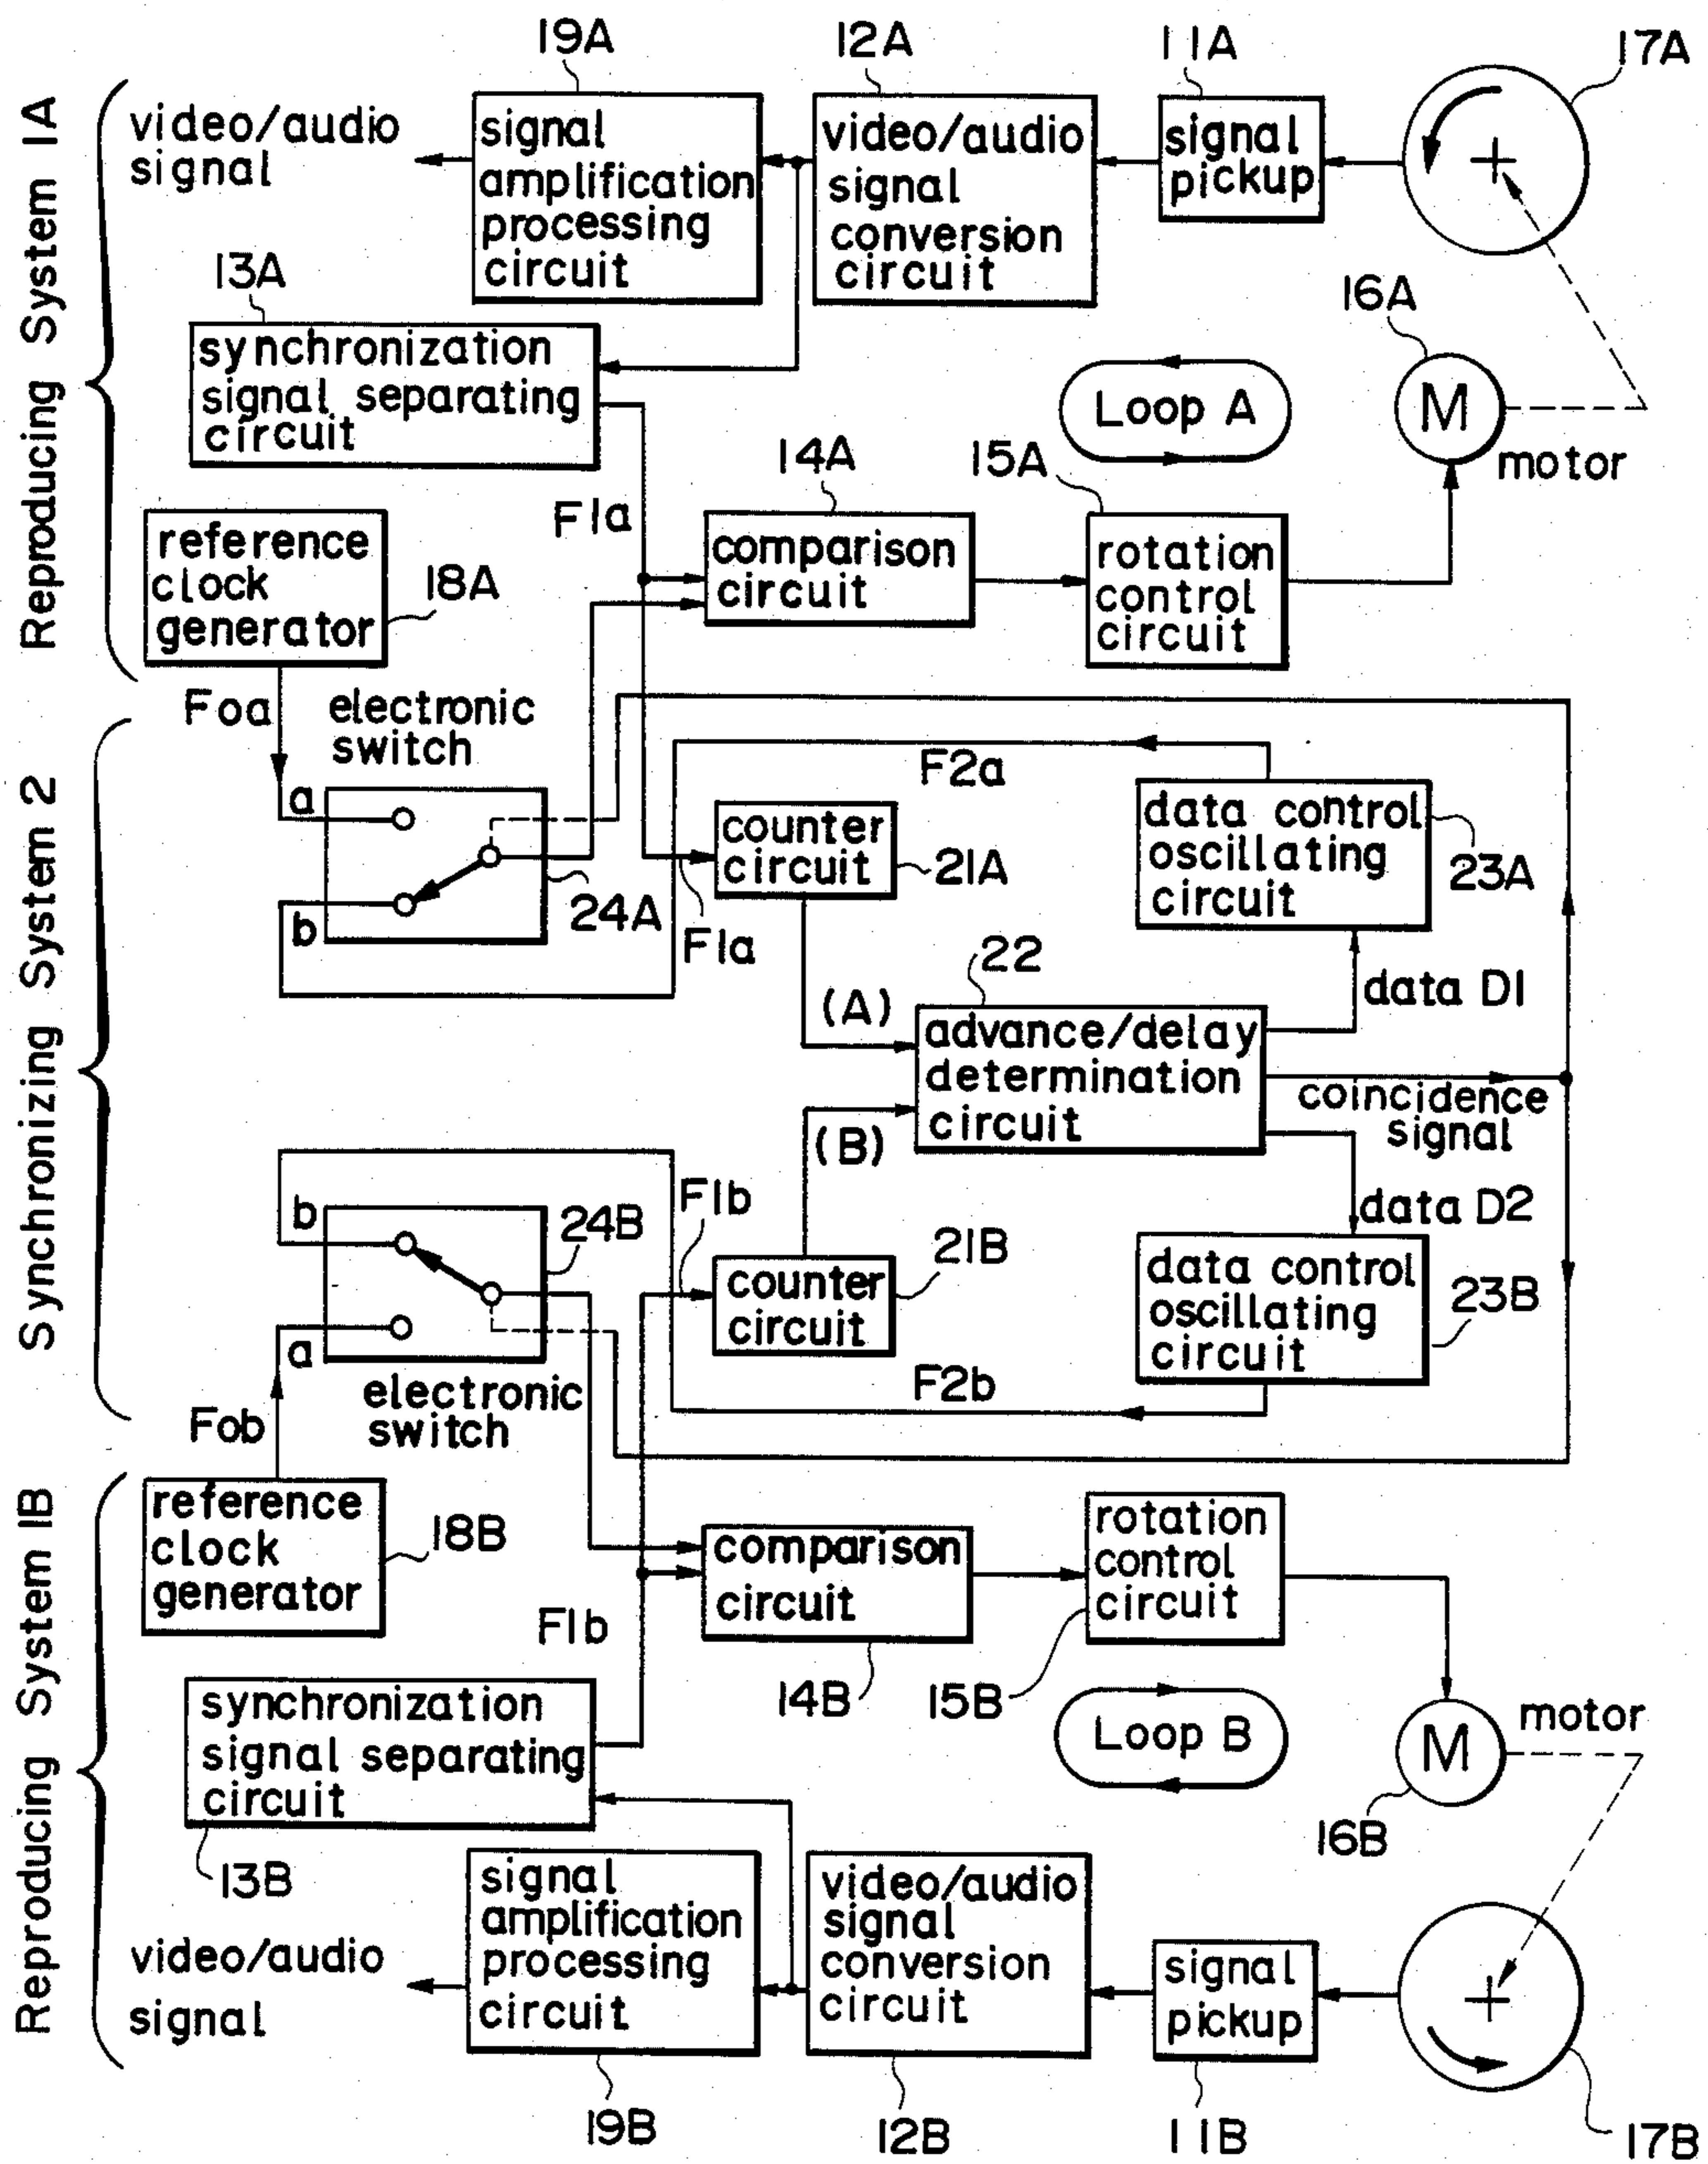 19A
12A
11A
17A
video/audio
signal
signal
amplification
processing
circuit
video/audio
signal
conversion
circuit
signal
pickup
Reproducing System 1A
13A
16A
synchronization
signal separating
circuit
Loop A
M
motor
14A
15A
F1a
reference
clock
generator
18A
comparison
circuit
rotation
control
circuit
Foa
electronic
switch
Synchronizing System 2
F2a
a
b
24A
counter
circuit
21A
F1a
data control
oscillating
circuit
23A
22
data D1
(A)
advance/delay
determination
circuit
coincidence
signal
(B)
data D2
F1b
b
a
24B
21B
counter
circuit
data control
oscillating
circuit
23B
F2b
electronic
switch
Fob
Reproducing System 1B
reference
clock
generator
18B
comparison
circuit
rotation
control
circuit
F1b
14B
15B
synchronization
signal separating
circuit
Loop B
M
motor
16B
13B
signal
amplification
processing
circuit
video/audio
signal
conversion
circuit
signal
pickup
video/audio
signal
19B
12B
11B
17B